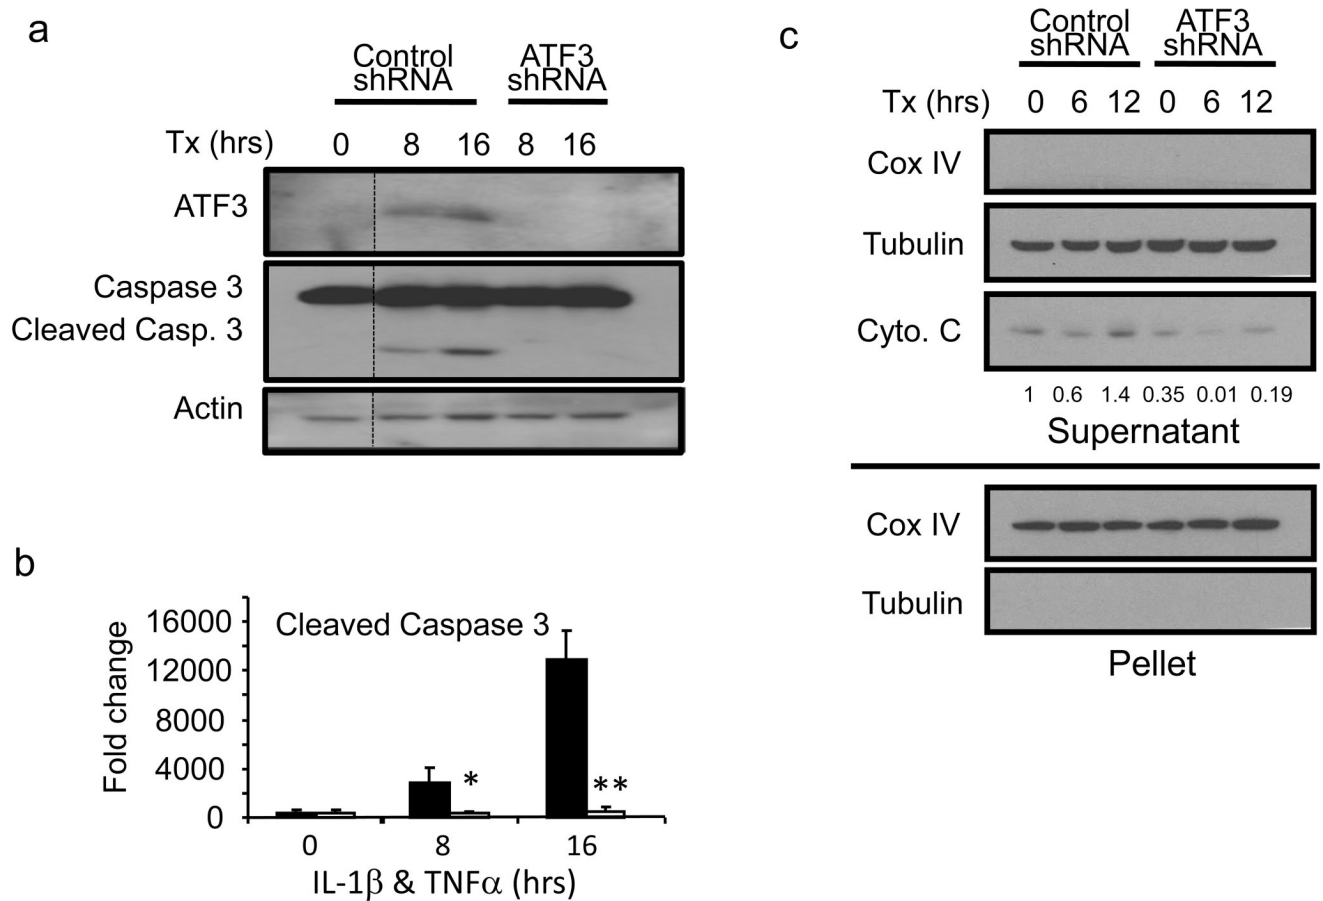 a
Control
shRNA
ATF3
shRNA
Tx (hrs)
0 8 16 8 16
ATF3
Caspase 3
Cleaved Casp. 3
Actin
b
Cleaved Caspase 3
Fold change
16000
12000
8000
4000
0
* **
0 8 16
IL-1β & TNFα (hrs)
c
Control
shRNA
ATF3
shRNA
Tx (hrs) 0 6 12 0 6 12
Cox IV
Tubulin
Cyto. C
1 0.6 1.4 0.35 0.01 0.19
Supernatant
Cox IV
Tubulin
Pellet